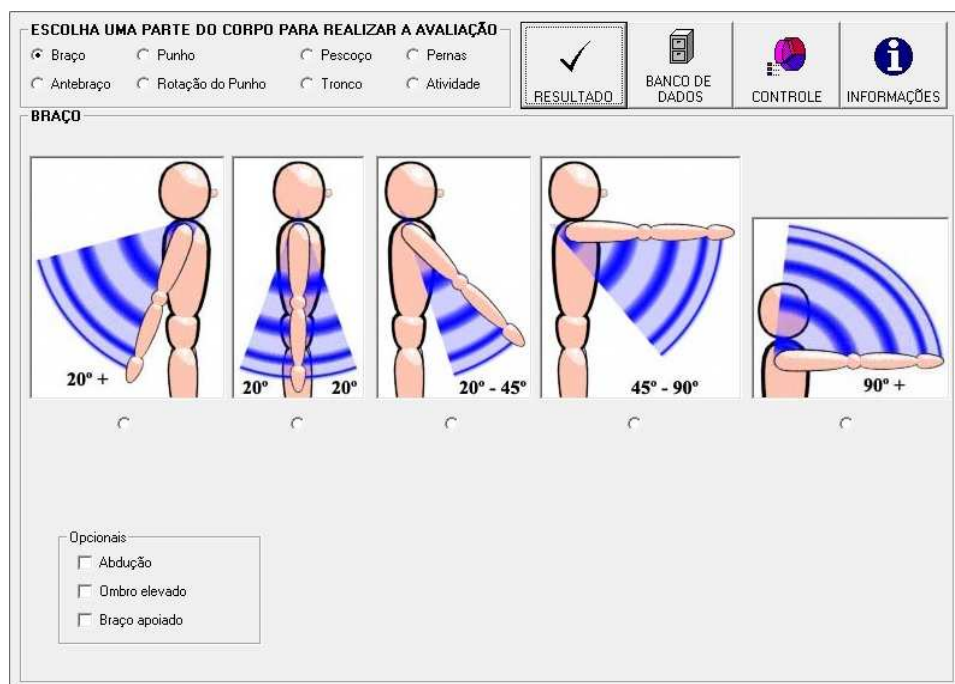 ESCOLHA UMA PARTE DO CORPO PARA REALIZAR A AVALIAÇÃO
Braço Punho Pescoço Pernas
Antebraço Rotação do Punho Tronco Atividade
RESULTADO
BANCO DE
DADOS
CONTROLE
INFORMAÇÕES
BRAÇO
20º +
20º 20º
20º - 45º
45º - 90º
90º +
Opcionais
Abdução
Ombro elevado
Braço apoiado